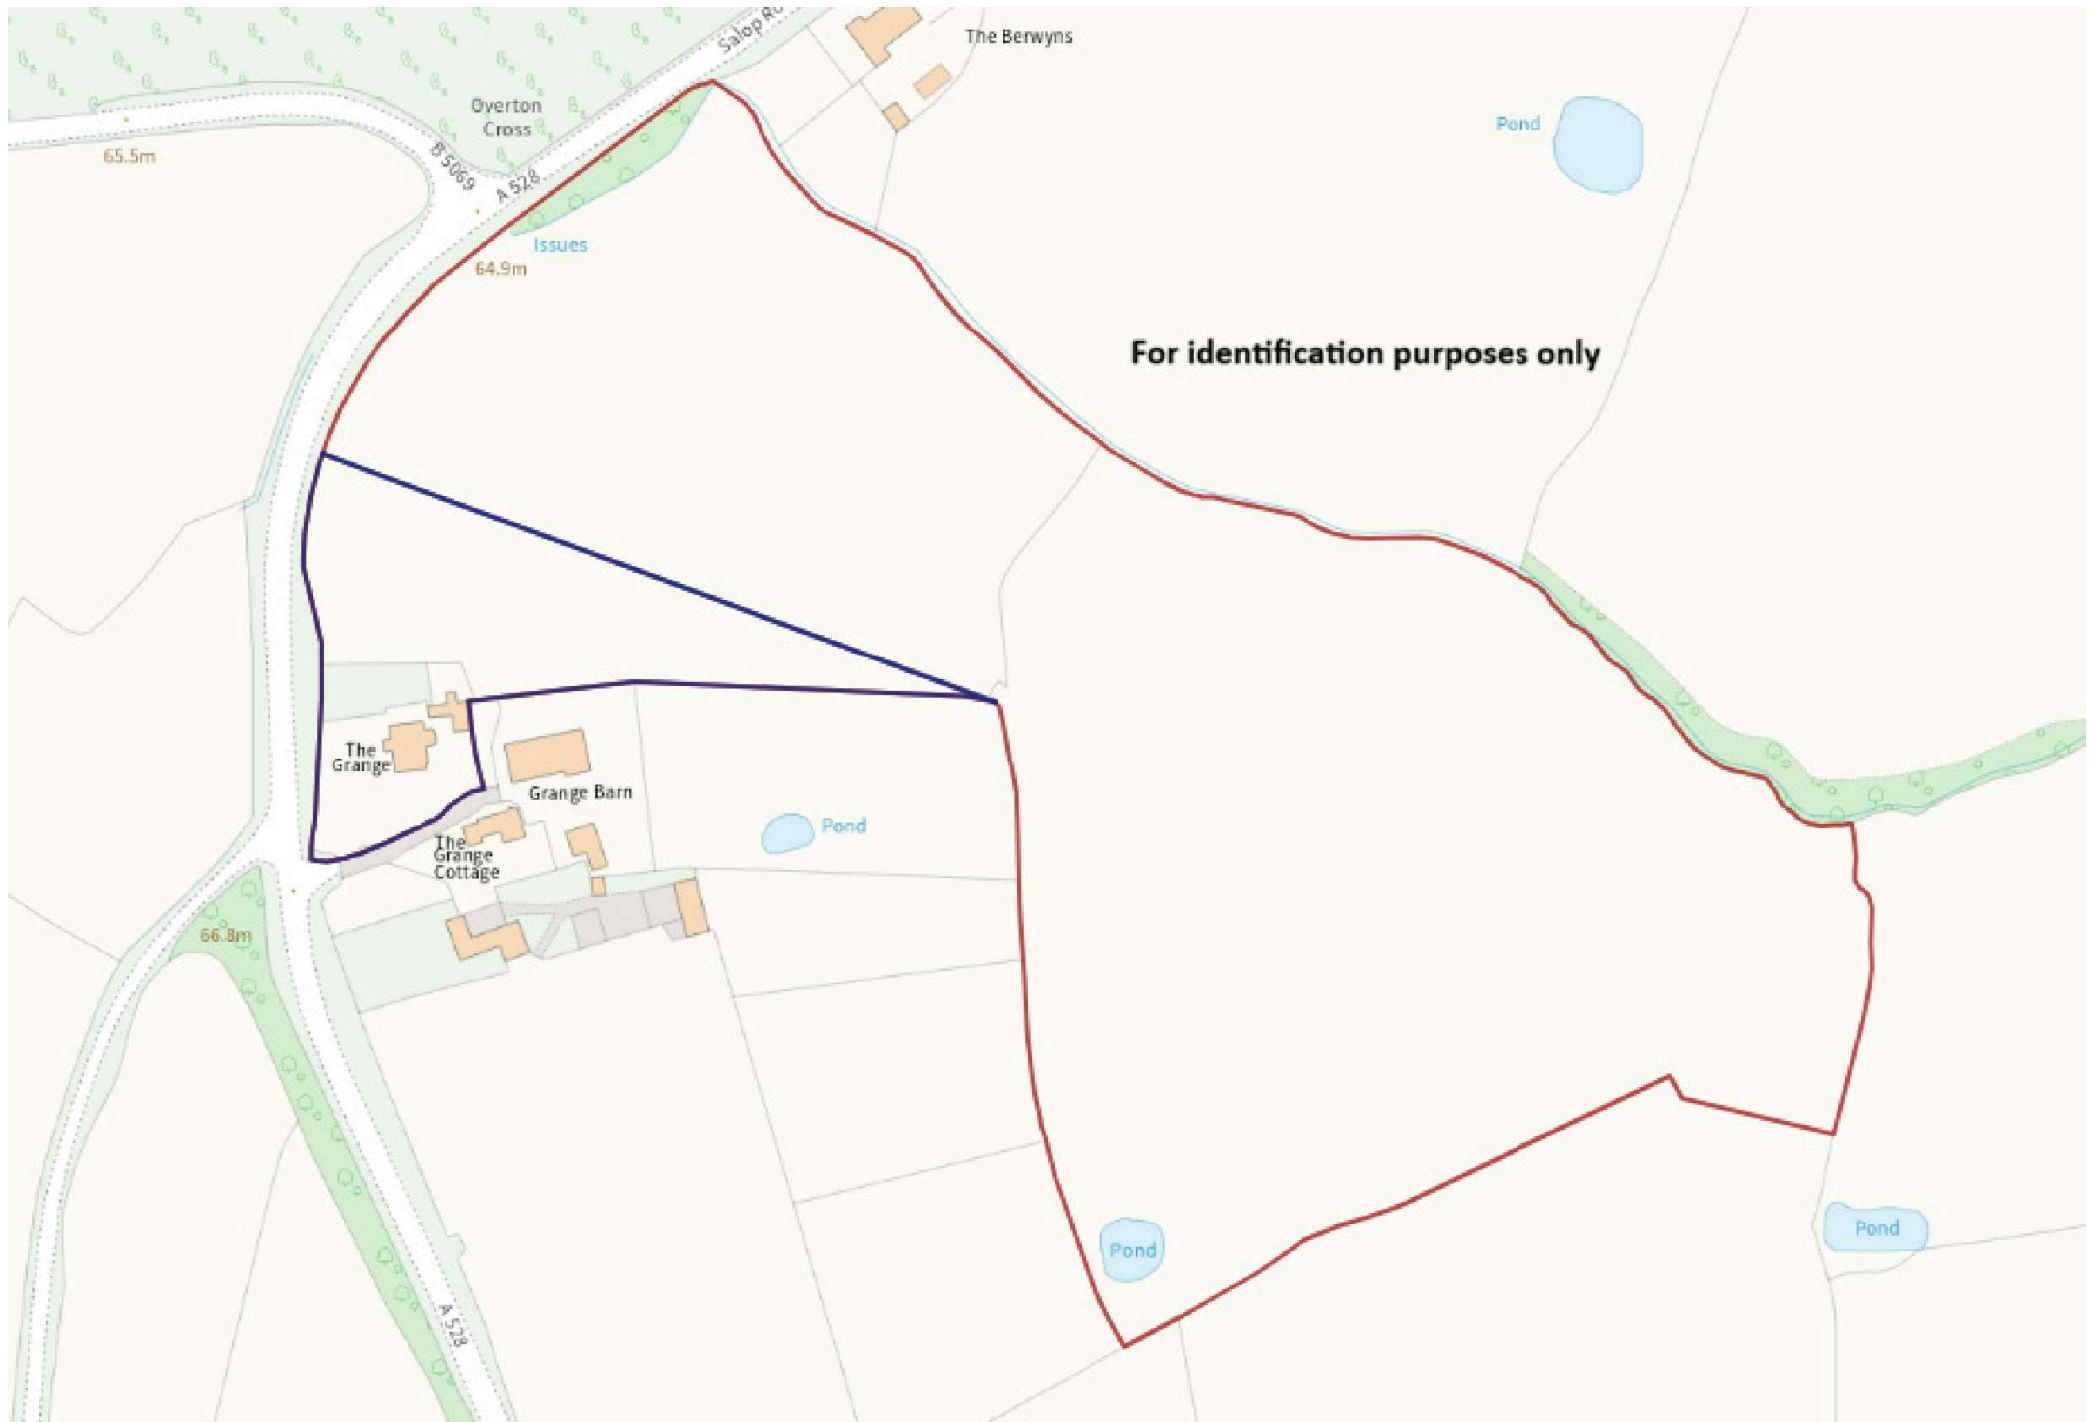 Salop Ro
The Berwyns
Overton
Cross
Pond
65.5m
B 5069
A 528
Issues
64.9m
For identification purposes only
The
Grange
Grange Barn
Pond
The
Grange
Cottage
66.8m
Pond
Pond
A 528